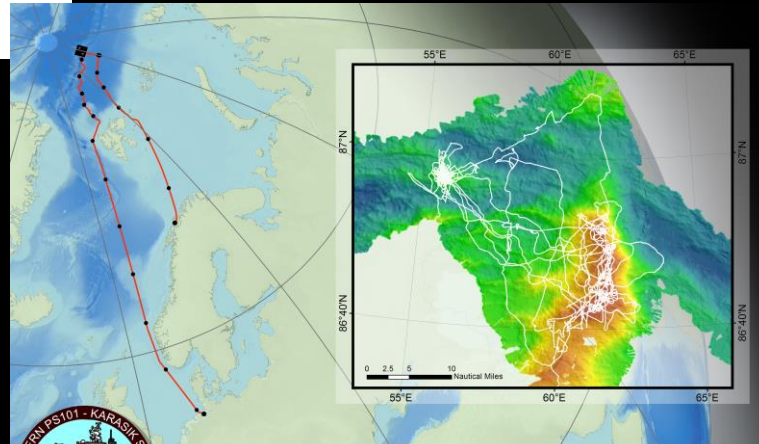 55°E 60°E 65°E
87°N 87°N
86°40'N 86°40'N
0 2.5 5 10
Nautical Miles
55°E 60°E 65°E
RN PS101 - KARASIK S